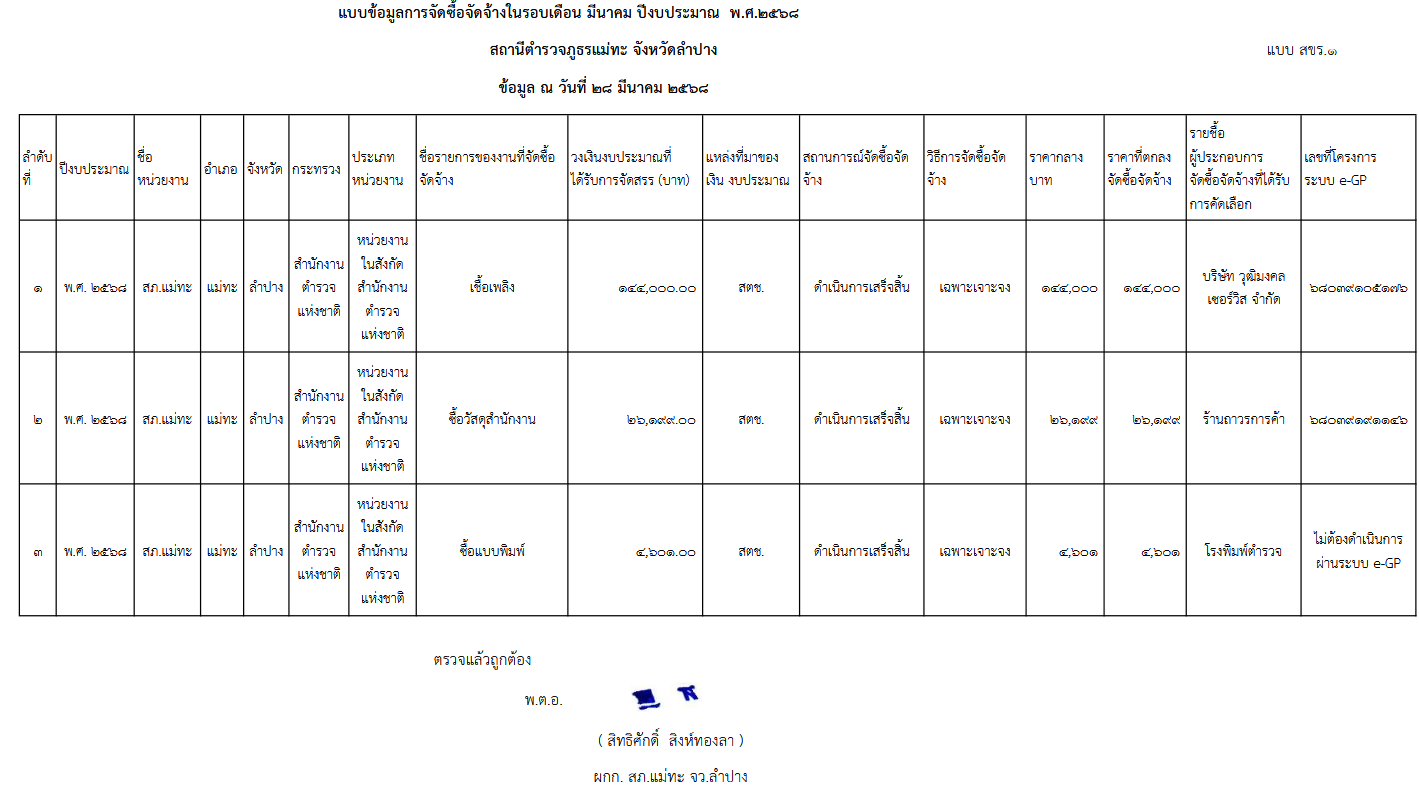 แบบข้อมูลการจัดซื้อจัดจ้างในรอบเดือน มีนาคม ปีงบประมาณ พ.ศ.๒๕๖๘
สถานีตำรวจภูธรแม่ทะ จังหวัดลำปาง
แบบ สขร.๑
ข้อมูล ณ วันที่ ๒๘ มีนาคม ๒๕๖๘
ลำดับที่ ปีงบประมาณ ชื่อหน่วยงาน อำเภอ จังหวัด กระทรวง ประเภทหน่วยงาน ชื่อรายการของงานที่จัดซื้อจัดจ้าง วงเงินงบประมาณที่ได้รับการจัดสรร (บาท) แหล่งที่มาของเงิน งบประมาณ สถานการณ์จัดซื้อจัดจ้าง วิธีการจัดซื้อจัดจ้าง ราคากลาง บาท ราคาที่ตกลงจัดซื้อจัดจ้าง รายชื้อผู้ประกอบการจัดซื้อจัดจ้างที่ได้รับการคัดเลือก เลขที่โครงการระบบ e-GP
๑ พ.ศ. ๒๕๖๘ สภ.แม่ทะ แม่ทะ ลำปาง สำนักงานตำรวจแห่งชาติ หน่วยงานในสังกัดสำนักงานตำรวจแห่งชาติ เชื้อเพลิง ๑๔๔,๐๐๐.๐๐ สตช. ดำเนินการเสร็จสิ้น เฉพาะเจาะจง ๑๔๔,๐๐๐ ๑๔๔,๐๐๐ บริษัท วุฒิมงคลเซอร์วิส จำกัด ๖๘๐๓๙๑๐๕๑๗๖
๒ พ.ศ. ๒๕๖๘ สภ.แม่ทะ แม่ทะ ลำปาง สำนักงานตำรวจแห่งชาติ หน่วยงานในสังกัดสำนักงานตำรวจแห่งชาติ ซื้อวัสดุสำนักงาน ๒๖,๑๙๙.๐๐ สตช. ดำเนินการเสร็จสิ้น เฉพาะเจาะจง ๒๖,๑๙๙ ๒๖,๑๙๙ ร้านถาวรการค้า ๖๘๐๓๙๑๙๑๑๔๖
๓ พ.ศ. ๒๕๖๘ สภ.แม่ทะ แม่ทะ ลำปาง สำนักงานตำรวจแห่งชาติ หน่วยงานในสังกัดสำนักงานตำรวจแห่งชาติ ซื้อแบบพิมพ์ ๔,๖๐๑.๐๐ สตช. ดำเนินการเสร็จสิ้น เฉพาะเจาะจง ๔,๖๐๑ ๔,๖๐๑ โรงพิมพ์ตำรวจ ไม่ต้องดำเนินการผ่านระบบ e-GP
ตรวจแล้วถูกต้อง
พ.ต.อ.
( สิทธิศักดิ์ สิงห์ทองลา )
ผกก. สภ.แม่ทะ จว.ลำปาง